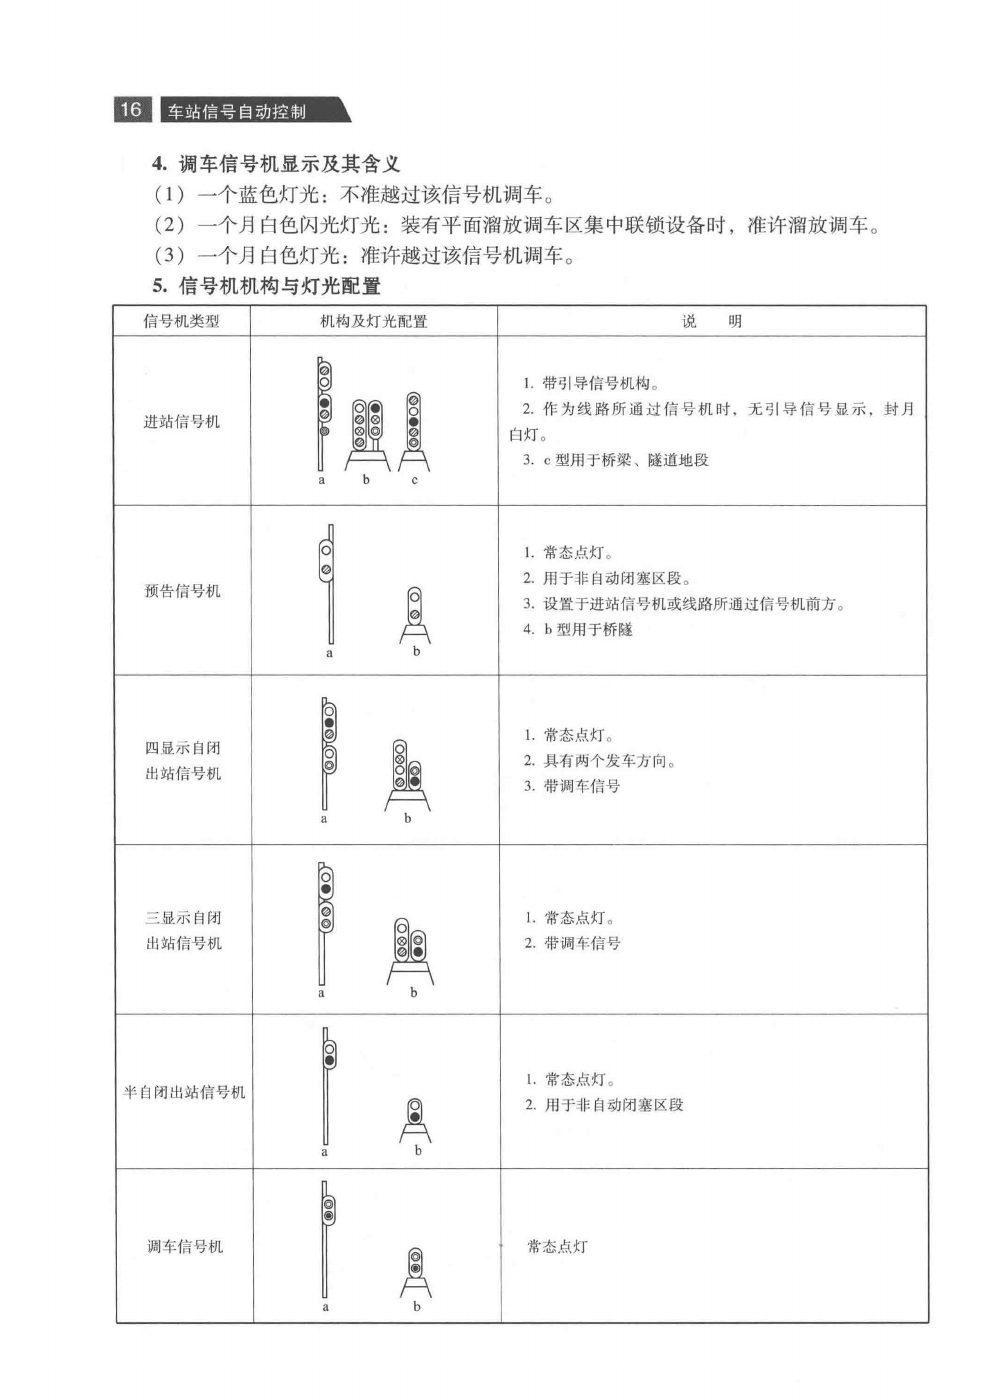 16 车站信号自动控制
4. 调车信号机显示及其含义
（1）一个蓝色灯光：不准越过该信号机调车。
（2）一个月白色闪光灯光：装有平面溜放调车区集中联锁设备时，准许溜放调车。
（3）一个月白色灯光：准许越过该信号机调车。
5. 信号机机构与灯光配置
信号机类型 机构及灯光配置 说 明
进站信号机
a b c
1. 带引导信号机构。
2. 作为线路所通过信号机时，无引导信号显示，封月
白灯。
3. c 型用于桥梁、隧道地段
预告信号机
a b
1. 常态点灯。
2. 用于非自动闭塞区段。
3. 设置于进站信号机或线路所通过信号机前方。
4. b 型用于桥隧
四显示自闭
出站信号机
a b
1. 常态点灯。
2. 具有两个发车方向。
3. 带调车信号
三显示自闭
出站信号机
a b
1. 常态点灯。
2. 带调车信号
半自闭出站信号机
a b
1. 常态点灯。
2. 用于非自动闭塞区段
调车信号机
a b
常态点灯